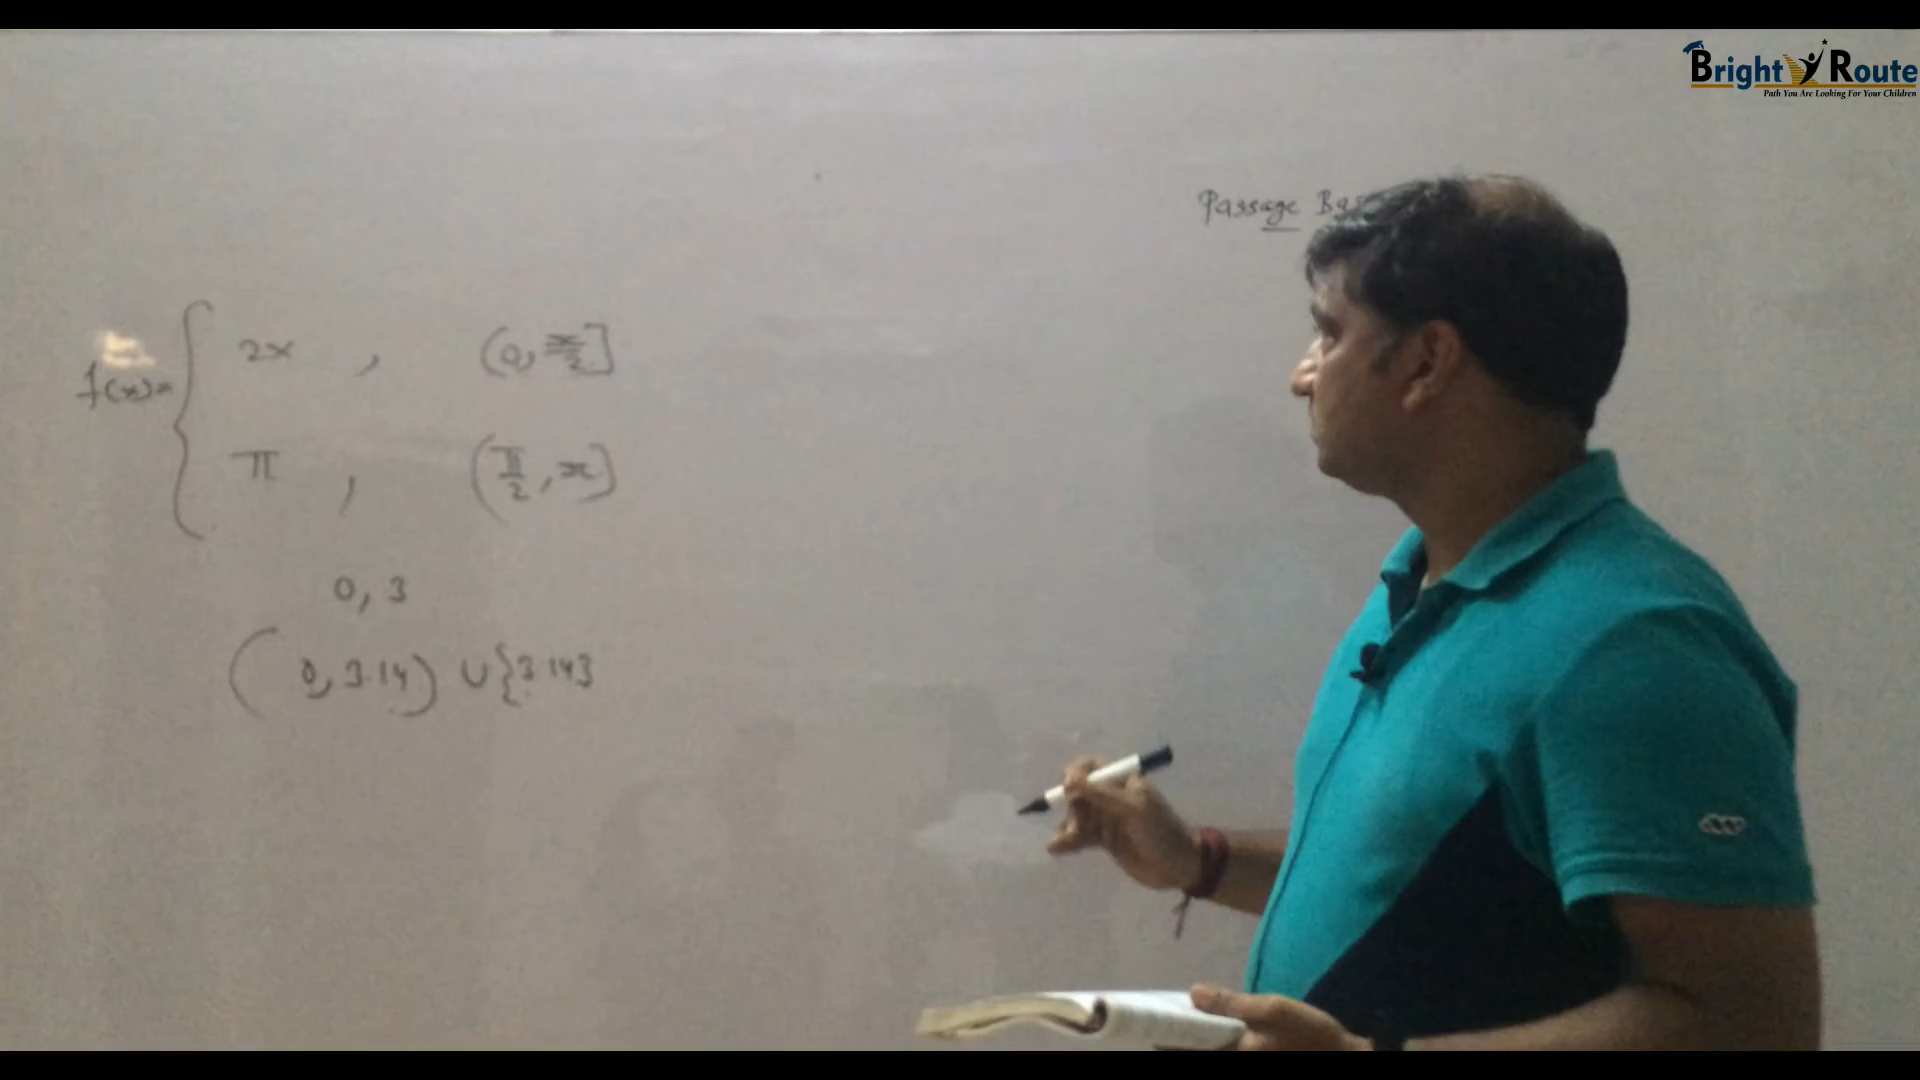 Bright Route
Path You Are Looking For Your Children
Passage
f(x)= { 2x , (0, π/2]
π , (π/2, π]
0, 3
(0, 3.14) ∪ {3.14}